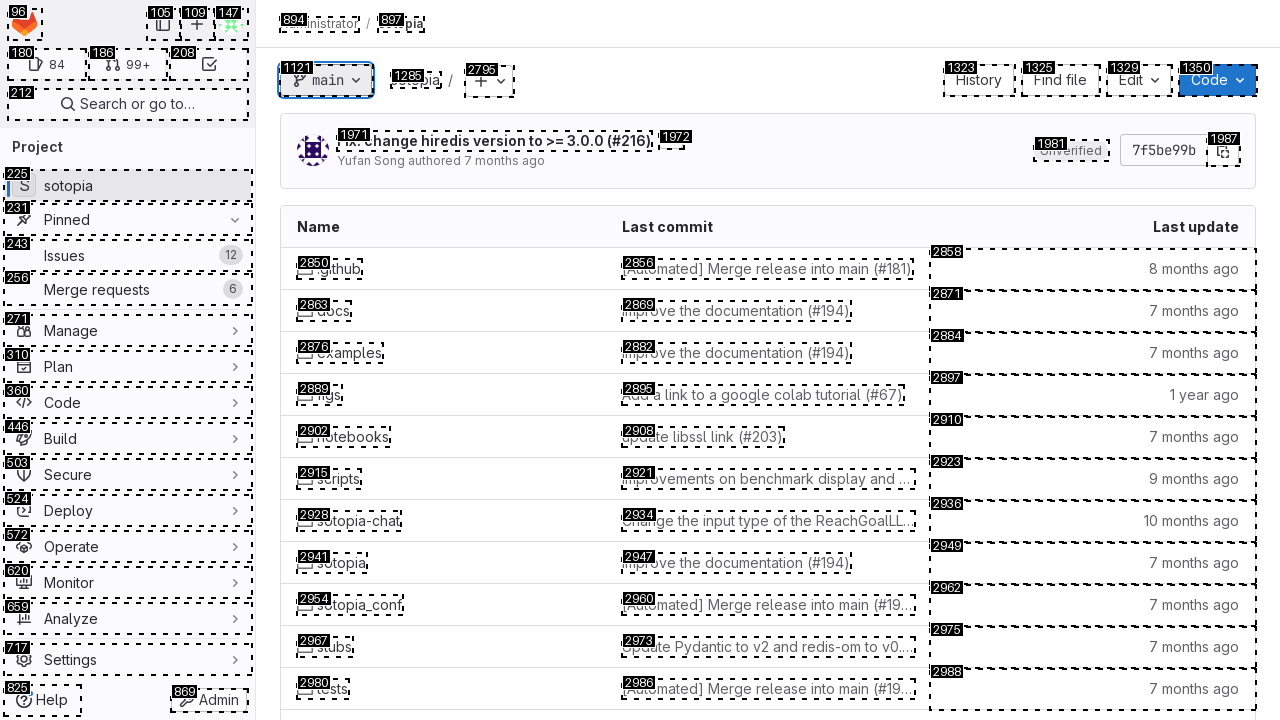 96
105
109
147
180
84
186
99+
208
212
Search or go to…
Project
225
S
sotopia
231
Pinned
243
Issues
12
256
Merge requests
6
271
Manage
310
Plan
360
Code
446
Build
503
Secure
524
Deploy
572
Operate
620
Monitor
659
Analyze
717
Settings
825
Help
869
Admin
894
Administrator
/
897
sotopia
1121
main
1285
sotopia
/
2795
1323
History
1325
Find file
1329
Edit
1350
Code
1971
fix: change hiredis version to >= 3.0.0 (#216)
1972
Yufan Song authored 7 months ago
1981
Unverified
7f5be99b
1987
Name
Last commit
Last update
2850
.github
2856
[Automated] Merge release into main (#181)
2858
8 months ago
2863
docs
2869
Improve the documentation (#194)
2871
7 months ago
2876
examples
2882
Improve the documentation (#194)
2884
7 months ago
2889
figs
2895
Add a link to a google colab tutorial (#67)
2897
1 year ago
2902
notebooks
2908
update libssl link (#203)
2910
7 months ago
2915
scripts
2921
Improvements on benchmark display and …
2923
9 months ago
2928
sotopia-chat
2934
Change the input type of the ReachGoalLL…
2936
10 months ago
2941
sotopia
2947
Improve the documentation (#194)
2949
7 months ago
2954
sotopia_conf
2960
[Automated] Merge release into main (#19…
2962
7 months ago
2967
stubs
2973
Update Pydantic to v2 and redis-om to v0.…
2975
7 months ago
2980
tests
2986
[Automated] Merge release into main (#19…
2988
7 months ago